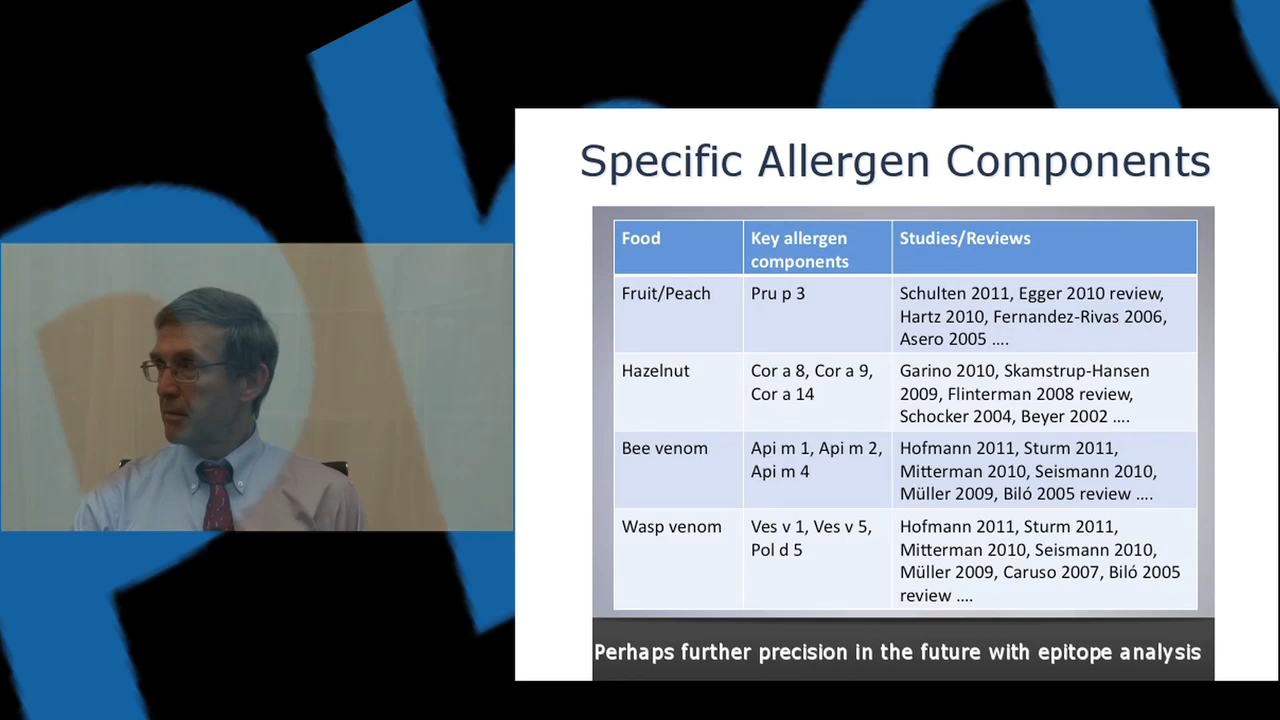 Specific Allergen Components
Food
Key allergen
components
Studies/Reviews
Fruit/Peach
Pru p 3
Schulten 2011, Egger 2010 review,
Hartz 2010, Fernandez-Rivas 2006,
Asero 2005 ....
Hazelnut
Cor a 8, Cor a 9,
Cor a 14
Garino 2010, Skamstrup-Hansen
2009, Flinterman 2008 review,
Schocker 2004, Beyer 2002 ....
Bee venom
Api m 1, Api m 2,
Api m 4
Hofmann 2011, Sturm 2011,
Mitterman 2010, Seismann 2010,
Müller 2009, Biló 2005 review ....
Wasp venom
Ves v 1, Ves v 5,
Pol d 5
Hofmann 2011, Sturm 2011,
Mitterman 2010, Seismann 2010,
Müller 2009, Caruso 2007, Biló 2005
review ....
Perhaps further precision in the future with epitope analysis